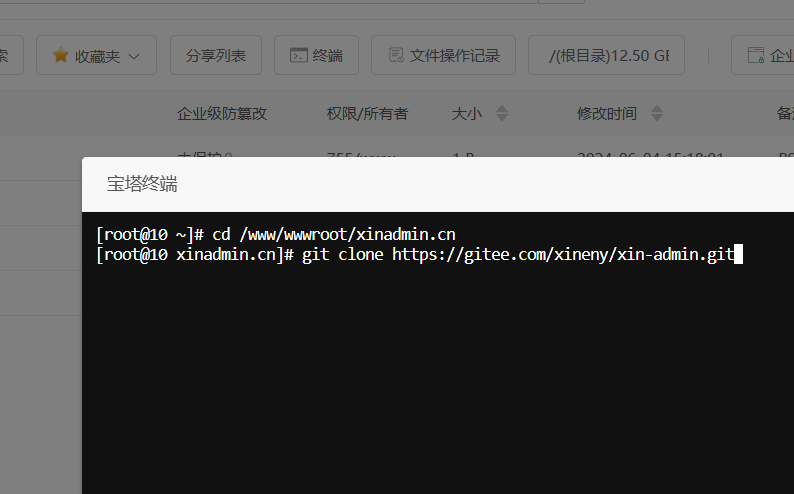 索
收藏夹
分享列表
终端
文件操作记录
/(根目录)12.50 GB
企业
企业级防篡改
权限/所有者
大小
修改时间
备注
宝塔终端
[root@10 ~]# cd /www/wwwroot/xinadmin.cn
[root@10 xinadmin.cn]# git clone https://gitee.com/xineny/xin-admin.git